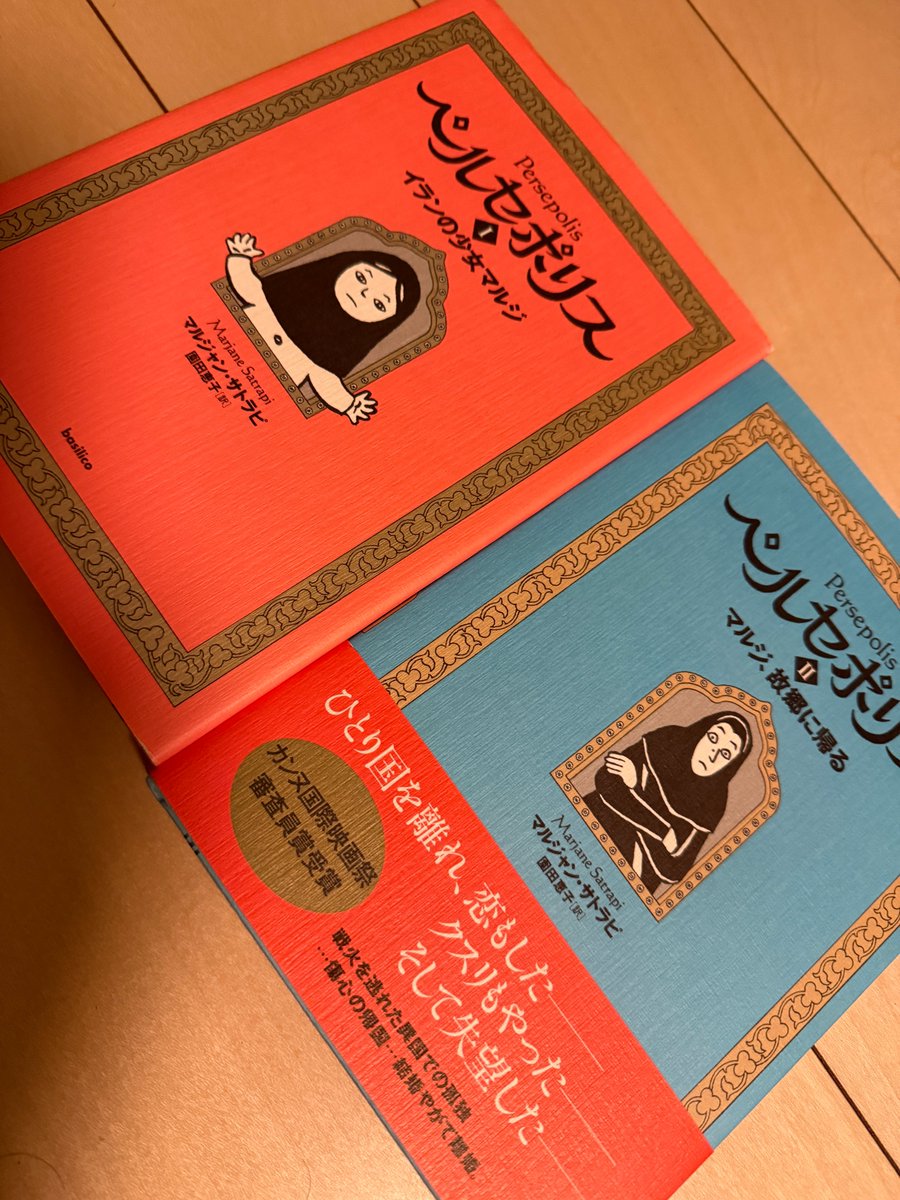 ペルセポリス
Persepolis
I
イランの少女マルジ
Marjane Satrapi
マルジャン・サトラピ
園田恵子[訳]
basilico
ペルセポリス
Persepolis
II
マルジ、故郷に帰る
Marjane Satrapi
マルジャン・サトラピ
園田恵子[訳]
ひとり国を離れ、恋もした――
クスリもやった――
そして失望した――
カンヌ国際映画祭
審査員賞受賞
戦火を逃れた異国での孤独
…傷心の帰国…結婚やがて離婚。